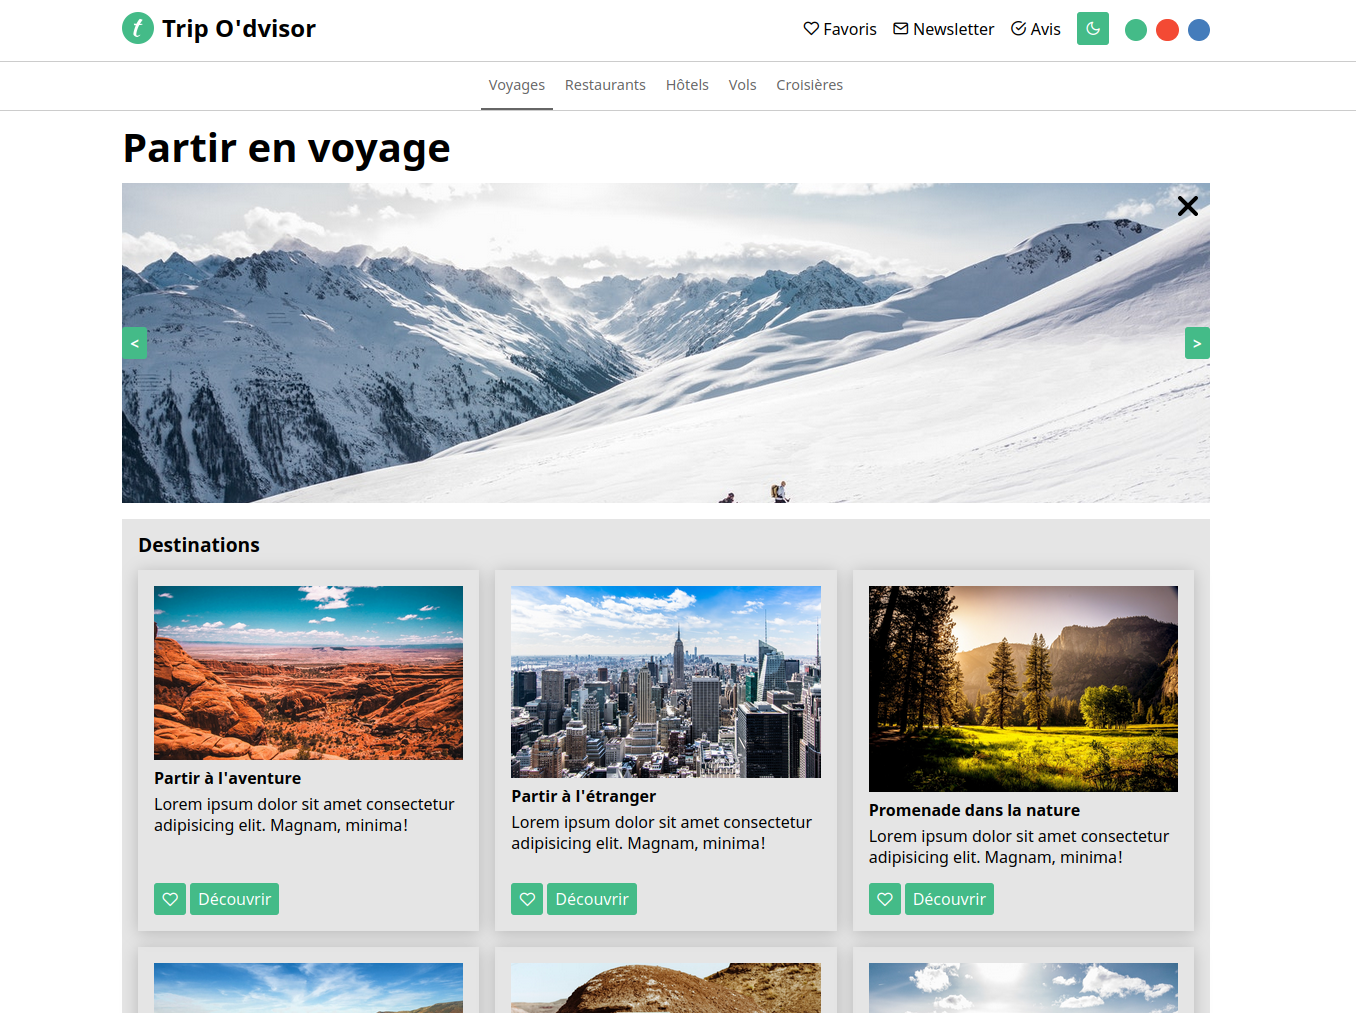 t Trip O'dvisor
Favoris Newsletter Avis
Voyages Restaurants Hôtels Vols Croisières
Partir en voyage
< >
Destinations
Partir à l'aventure
Lorem ipsum dolor sit amet consectetur
adipisicing elit. Magnam, minima!
Découvrir
Partir à l'étranger
Lorem ipsum dolor sit amet consectetur
adipisicing elit. Magnam, minima!
Découvrir
Promenade dans la nature
Lorem ipsum dolor sit amet consectetur
adipisicing elit. Magnam, minima!
Découvrir